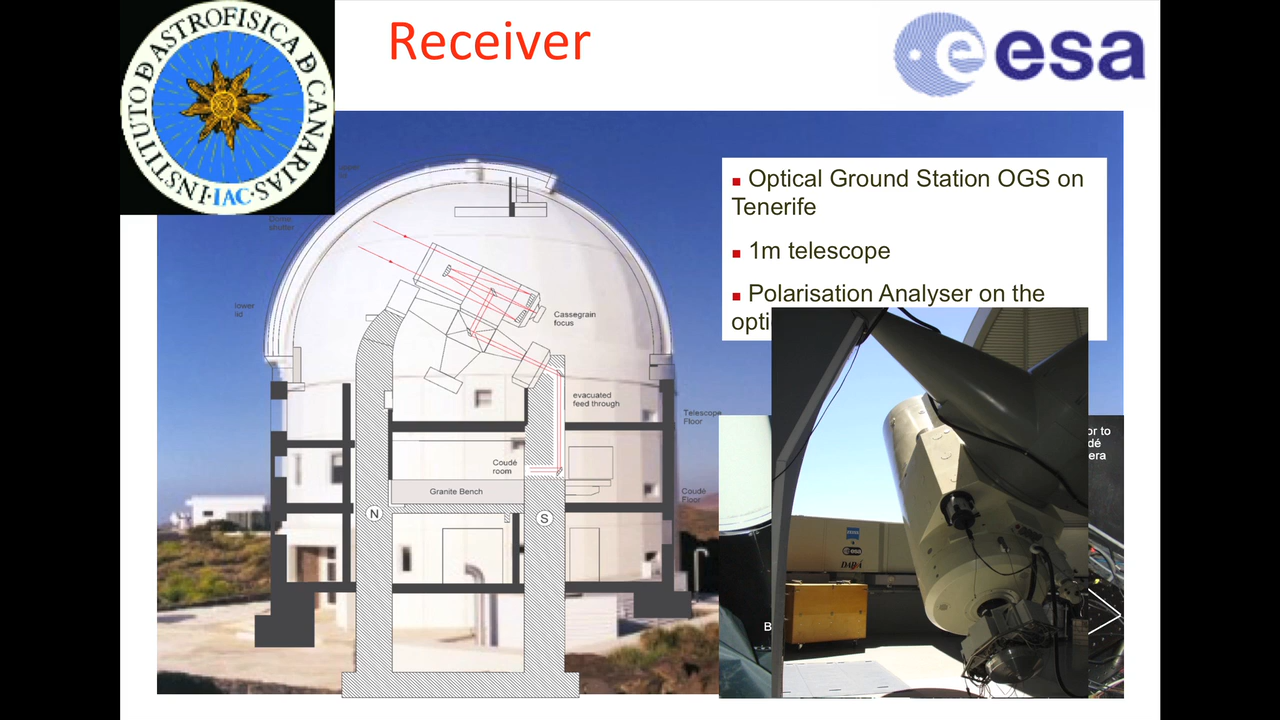 INSTITUTO DE ASTROFISICA DE CANARIAS
·IAC·
Receiver
esa
Optical Ground Station OGS on
Tenerife
1m telescope
Polarisation Analyser on the
opti
Dome
shutter
lower
lid
Cassegrain
focus
evacuated
feed through
Telescope
Floor
Coudé
room
Granite Bench
Coudé
Floor
N
S
or to
dé
era
ZEISS
esa
B